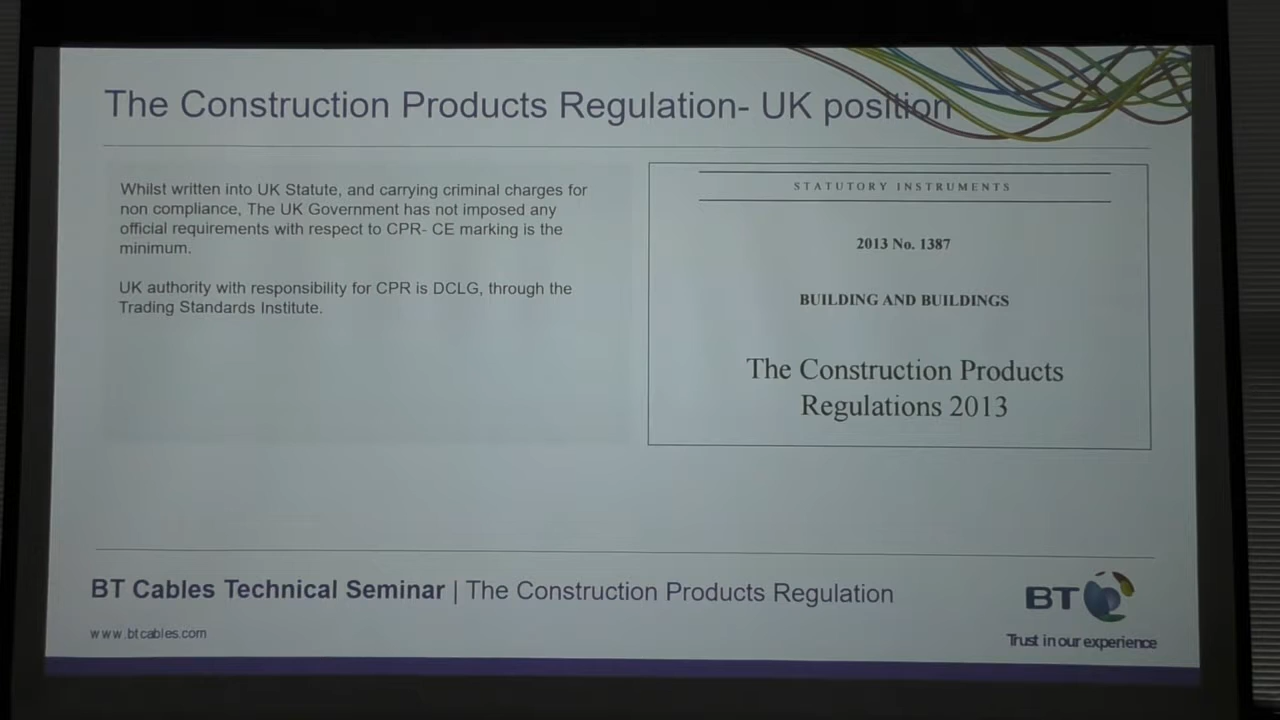 The Construction Products Regulation- UK position
Whilst written into UK Statute, and carrying criminal charges for
non compliance, The UK Government has not imposed any
official requirements with respect to CPR- CE marking is the
minimum.
UK authority with responsibility for CPR is DCLG, through the
Trading Standards Institute.
STATUTORY INSTRUMENTS
2013 No. 1387
BUILDING AND BUILDINGS
The Construction Products
Regulations 2013
BT Cables Technical Seminar | The Construction Products Regulation
www.btcables.com
BT
Trust in our experience